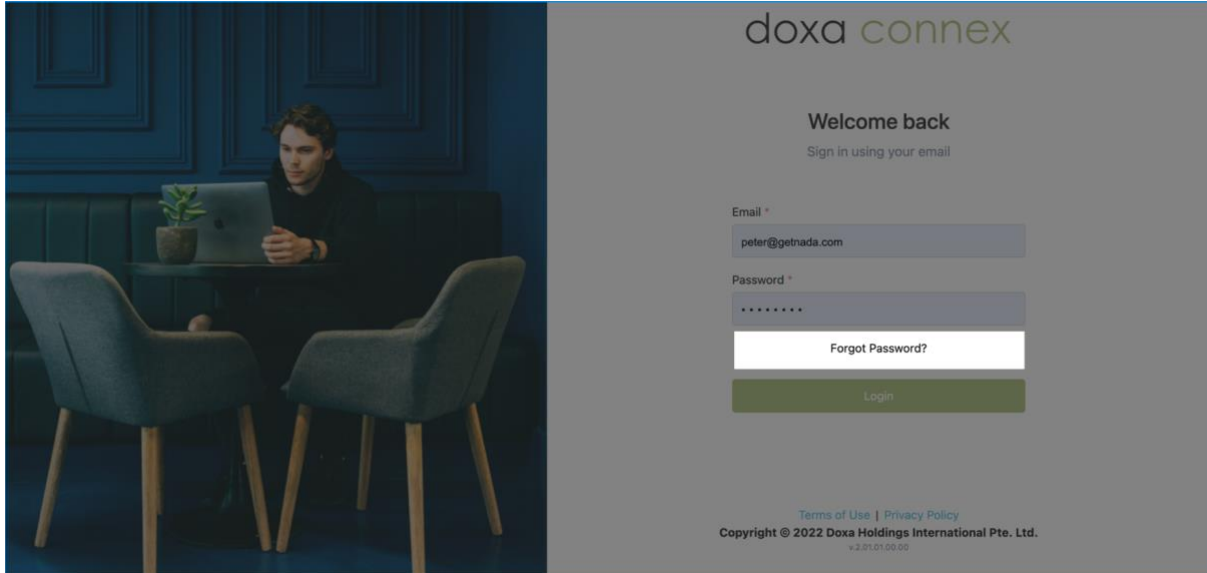 doxa connex
Welcome back
Sign in using your email
Email *
peter@getnada.com
Password *
••••••••
Forgot Password?
Login
Terms of Use | Privacy Policy
Copyright © 2022 Doxa Holdings International Pte. Ltd.
v.2.01.01.00.00